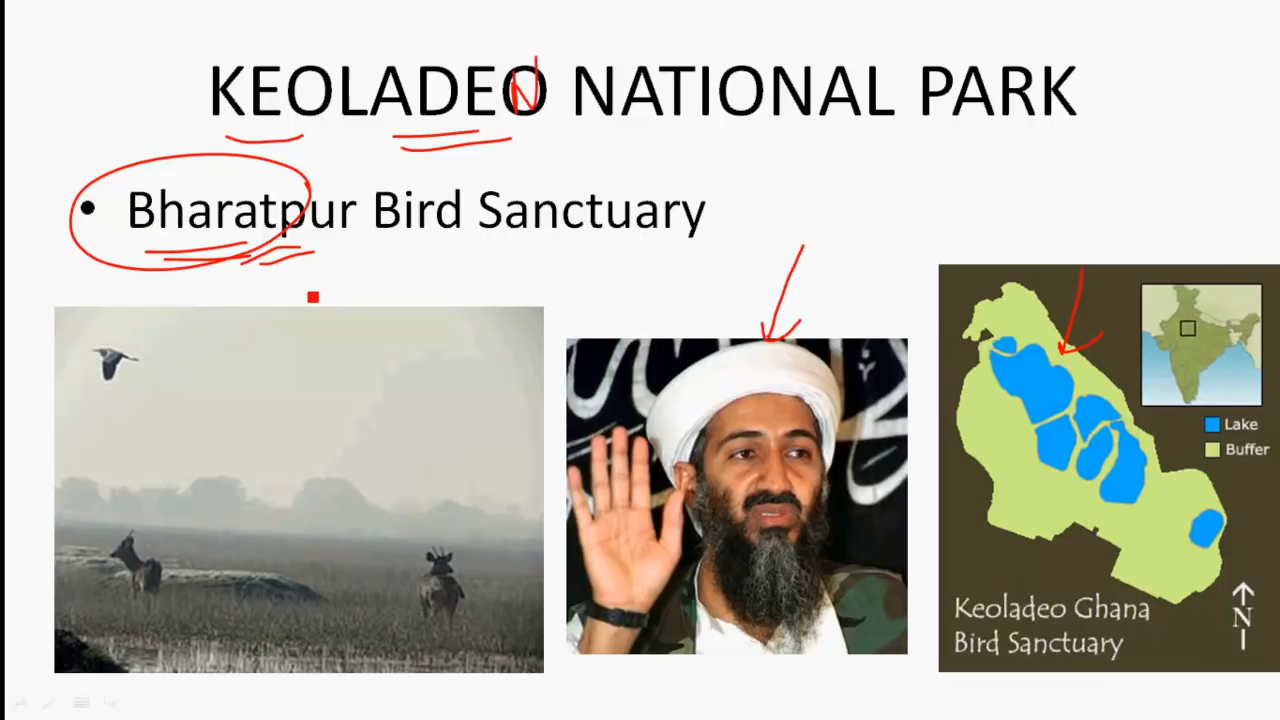 KEOLADEO NATIONAL PARK
N
• Bharatpur Bird Sanctuary
Lake
Buffer
Keoladeo Ghana
Bird Sanctuary
N